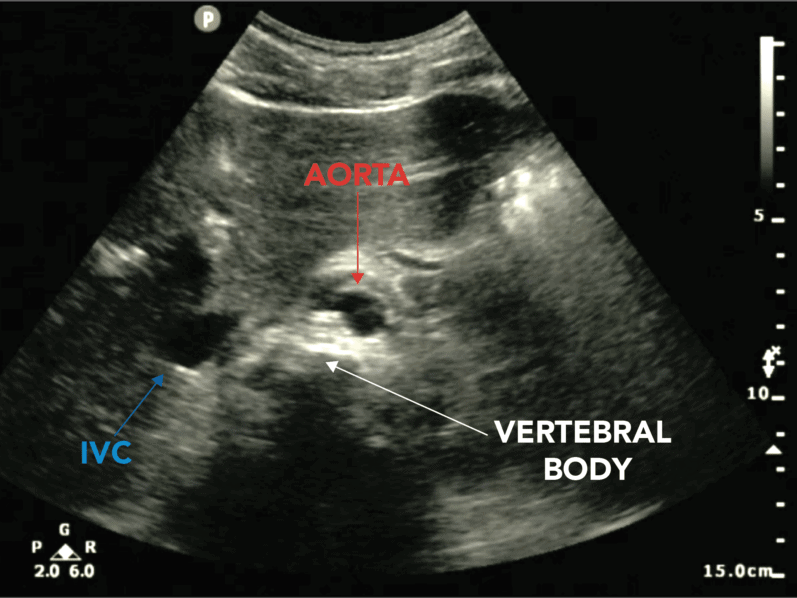 P
AORTA
5
x
10
IVC
VERTEBRAL
BODY
G
P R
2.0 6.0
15.0cm